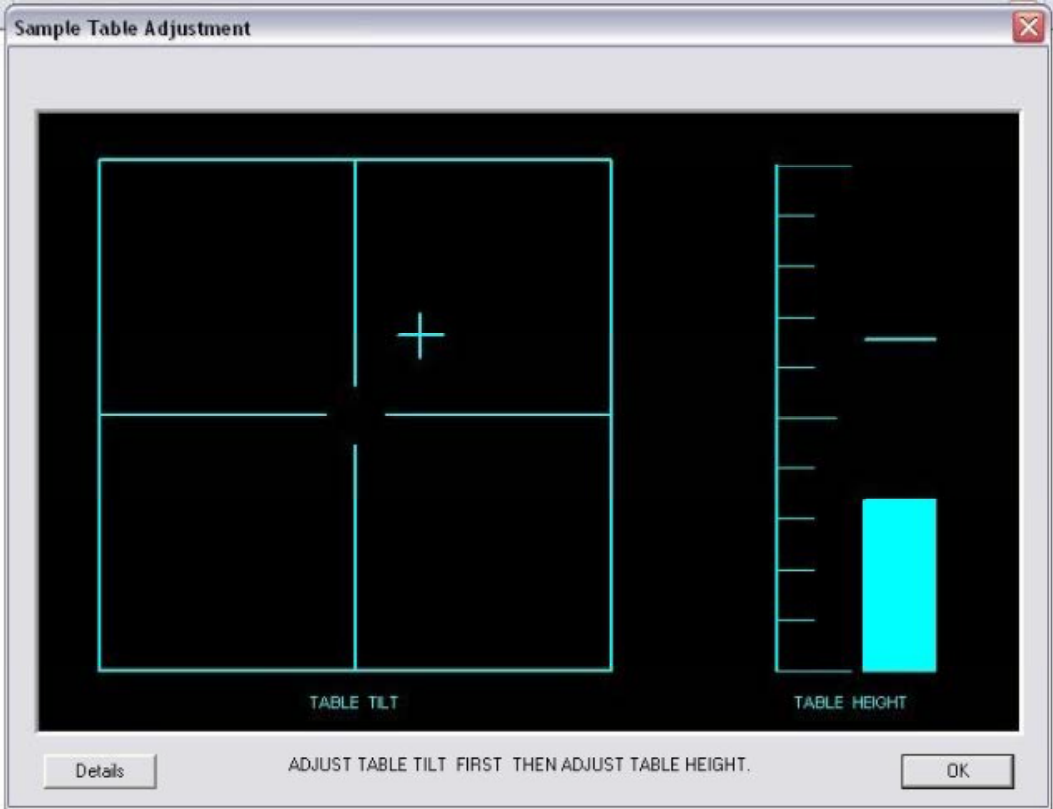 Sample Table Adjustment
TABLE TILT
TABLE HEIGHT
Details
ADJUST TABLE TILT FIRST THEN ADJUST TABLE HEIGHT.
OK